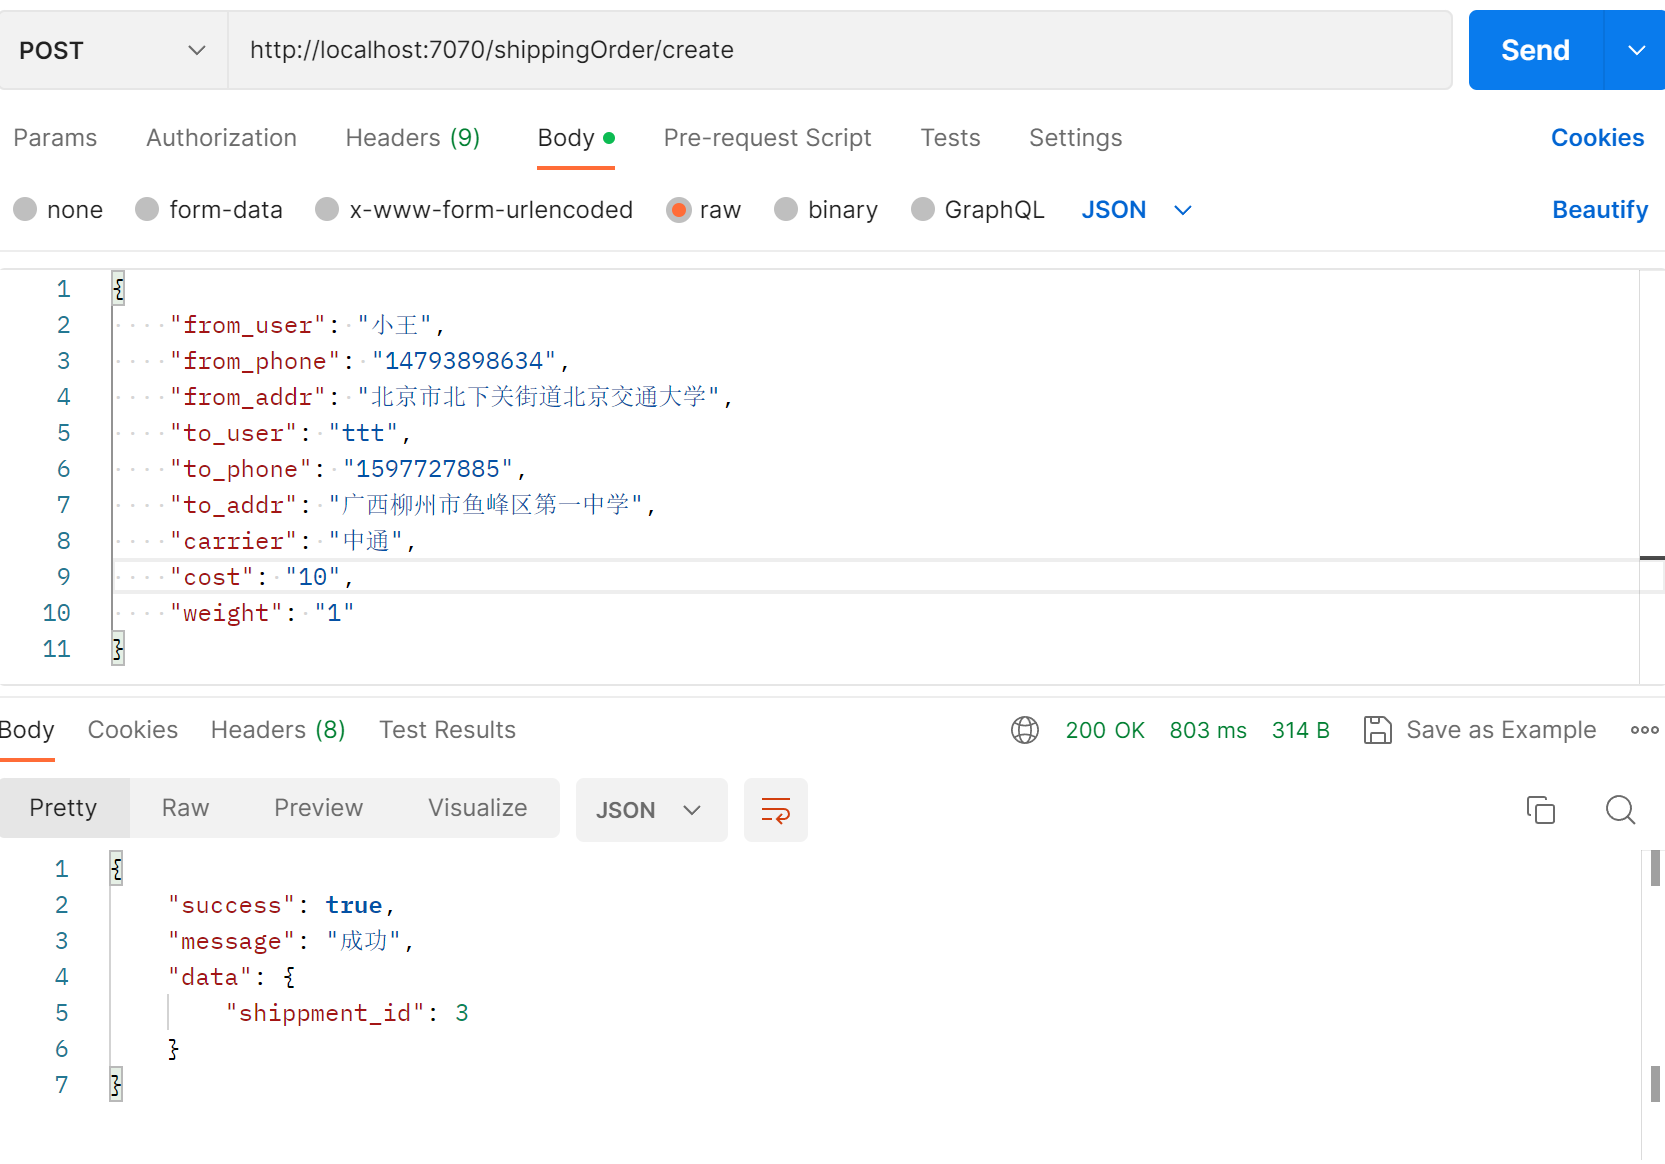 POST http://localhost:7070/shippingOrder/create Send
Params Authorization Headers (9) Body Pre-request Script Tests Settings Cookies
none form-data x-www-form-urlencoded raw binary GraphQL JSON Beautify
1 {
2 "from_user": "小王",
3 "from_phone": "14793898634",
4 "from_addr": "北京市北下关街道北京交通大学",
5 "to_user": "ttt",
6 "to_phone": "1597727885",
7 "to_addr": "广西柳州市鱼峰区第一中学",
8 "carrier": "中通",
9 "cost": "10",
10 "weight": "1"
11 }
Body Cookies Headers (8) Test Results 200 OK 803 ms 314 B Save as Example
Pretty Raw Preview Visualize JSON
1 {
2 "success": true,
3 "message": "成功",
4 "data": {
5 "shippment_id": 3
6 }
7 }